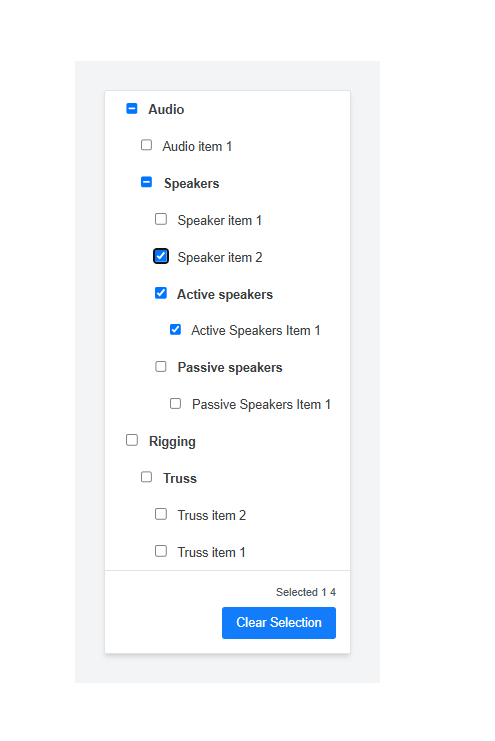 Audio
Audio item 1
Speakers
Speaker item 1
Speaker item 2
Active speakers
Active Speakers Item 1
Passive speakers
Passive Speakers Item 1
Rigging
Truss
Truss item 2
Truss item 1
Selected 1 4
Clear Selection